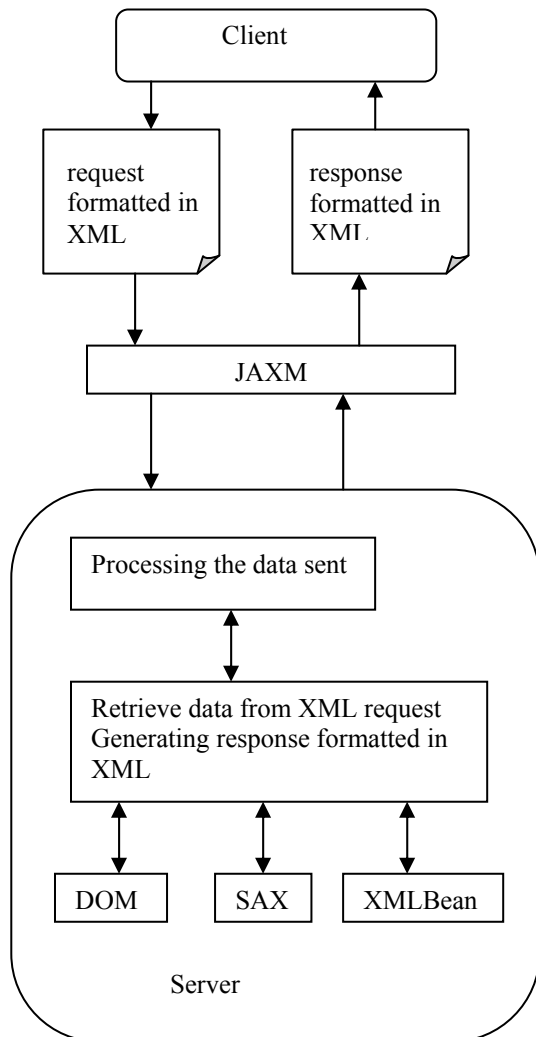 Client
request
formatted in
XML
response
formatted in
XML
JAXM
Processing the data sent
Retrieve data from XML request
Generating response formatted in
XML
DOM
SAX
XMLBean
Server